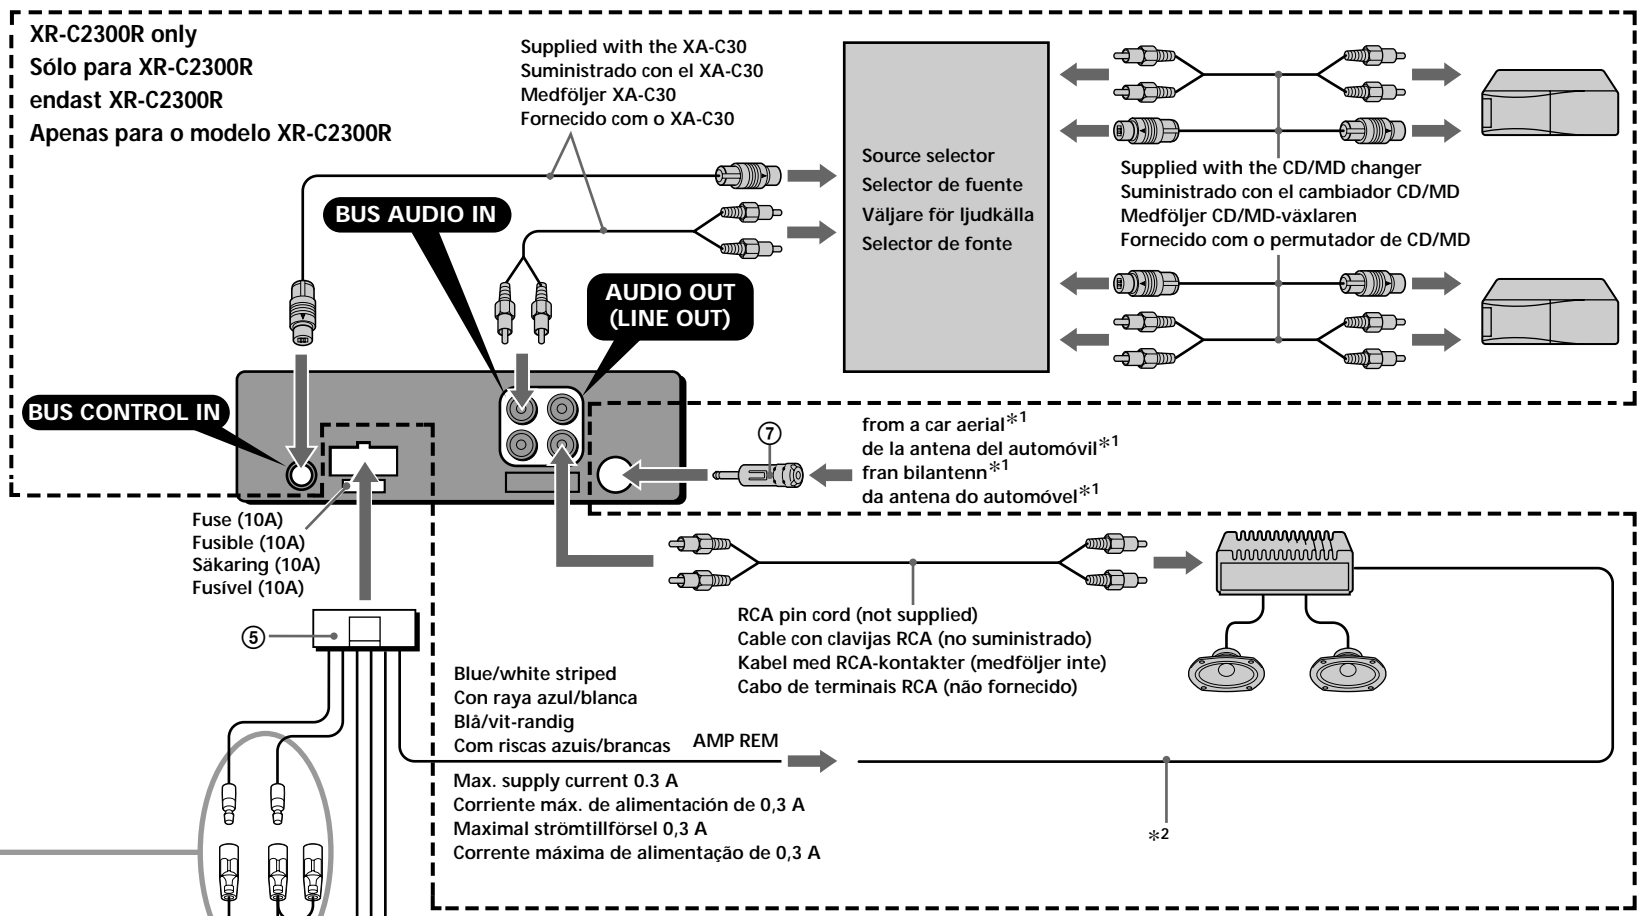 XR-C2300R only
Sólo para XR-C2300R
endast XR-C2300R
Apenas para o modelo XR-C2300R
Supplied with the XA-C30
Suministrado con el XA-C30
Medföljer XA-C30
Fornecido com o XA-C30
Source selector
Selector de fuente
Väljare för ljudkälla
Selector de fonte
Supplied with the CD/MD changer
Suministrado con el cambiador CD/MD
Medföljer CD/MD-växlaren
Fornecido com o permutador de CD/MD
BUS AUDIO IN
AUDIO OUT
(LINE OUT)
BUS CONTROL IN
⑦
from a car aerial*1
de la antena del automóvil*1
fran bilantenn*1
da antena do automóvel*1
Fuse (10A)
Fusible (10A)
Säkaring (10A)
Fusível (10A)
⑤
RCA pin cord (not supplied)
Cable con clavijas RCA (no suministrado)
Kabel med RCA-kontakter (medföljer inte)
Cabo de terminais RCA (não fornecido)
Blue/white striped
Con raya azul/blanca
Blå/vit-randig
Com riscas azuis/brancas
AMP REM
Max. supply current 0.3 A
Corriente máx. de alimentación de 0,3 A
Maximal strömtillförsel 0,3 A
Corrente máxima de alimentação de 0,3 A
*2